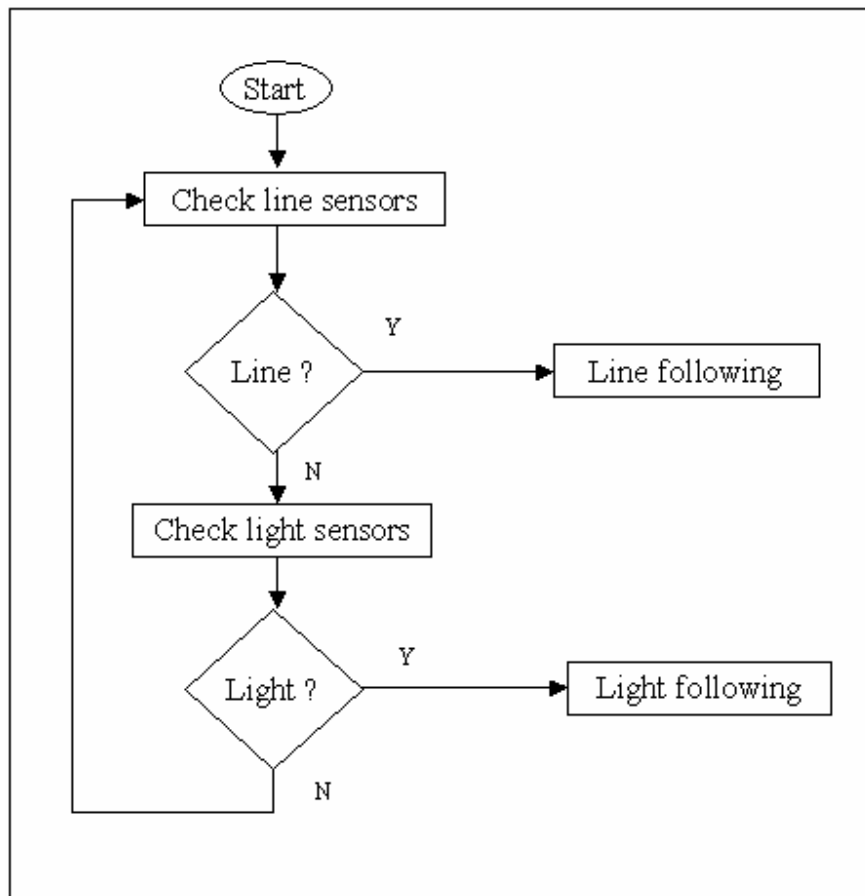 Start
Check line sensors
Y
Line ?
Line following
N
Check light sensors
Y
Light ?
Light following
N